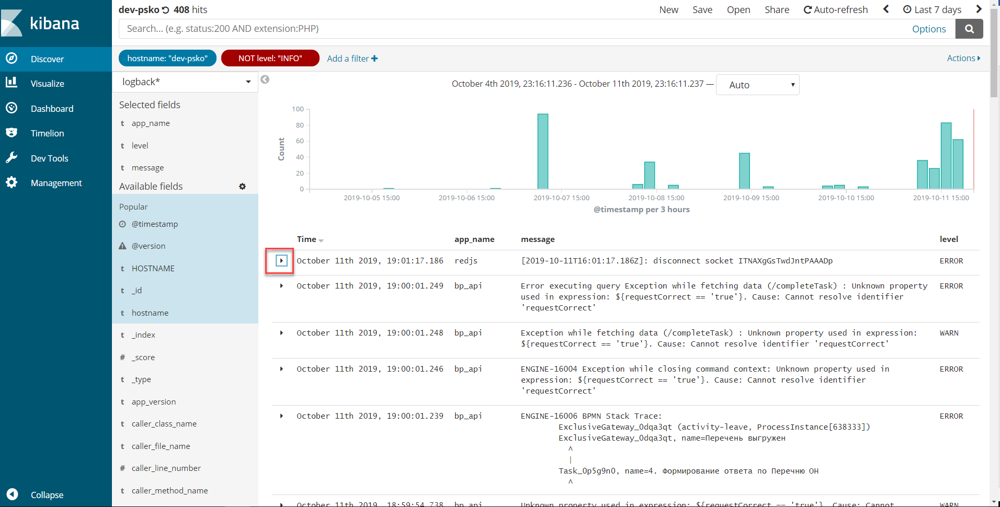 kibana
Discover
Visualize
Dashboard
Timelion
Dev Tools
Management
Collapse
dev-psko 408 hits
New Save Open Share Auto-refresh Last 7 days
Search... (e.g. status:200 AND extension:PHP)
Options
hostname: "dev-psko" NOT level: "INFO" Add a filter
Actions
logback*
Selected fields
t app_name
t level
t message
Available fields
Popular
@timestamp
@version
t HOSTNAME
t _id
t hostname
t _index
# _score
t _type
t app_version
t caller_class_name
t caller_file_name
# caller_line_number
t caller_method_name
October 4th 2019, 23:16:11.236 - October 11th 2019, 23:16:11.237 — Auto
Count
100
80
60
40
20
0
2019-10-05 15:00 2019-10-06 15:00 2019-10-07 15:00 2019-10-08 15:00 2019-10-09 15:00 2019-10-10 15:00 2019-10-11 15:00
@timestamp per 3 hours
Time app_name message level
October 11th 2019, 19:01:17.186 redjs [2019-10-11T16:01:17.186Z]: disconnect socket ITNAXgGsTwdJntPAAADp ERROR
October 11th 2019, 19:00:01.249 bp_api Error executing query Exception while fetching data (/completeTask) : Unknown property ERROR
used in expression: ${requestCorrect == 'true'}. Cause: Cannot resolve identifier
'requestCorrect'
October 11th 2019, 19:00:01.248 bp_api Exception while fetching data (/completeTask) : Unknown property used in expression: WARN
${requestCorrect == 'true'}. Cause: Cannot resolve identifier 'requestCorrect'
October 11th 2019, 19:00:01.246 bp_api ENGINE-16004 Exception while closing command context: Unknown property used in ERROR
expression: ${requestCorrect == 'true'}. Cause: Cannot resolve identifier
'requestCorrect'
October 11th 2019, 19:00:01.239 bp_api ENGINE-16006 BPMN Stack Trace: ERROR
ExclusiveGateway_0dqa3qt (activity-leave, ProcessInstance[638333])
ExclusiveGateway_0dqa3qt, name=Перечень выгружен
^
|
Task_0p5g9n0, name=4. Формирование ответа по Перечню ОН
^
October 11th 2019, 18:59:54.738 bp_api Unknown property used in expression: ${requestCorrect == 'true'}. Cause: Cannot WARN